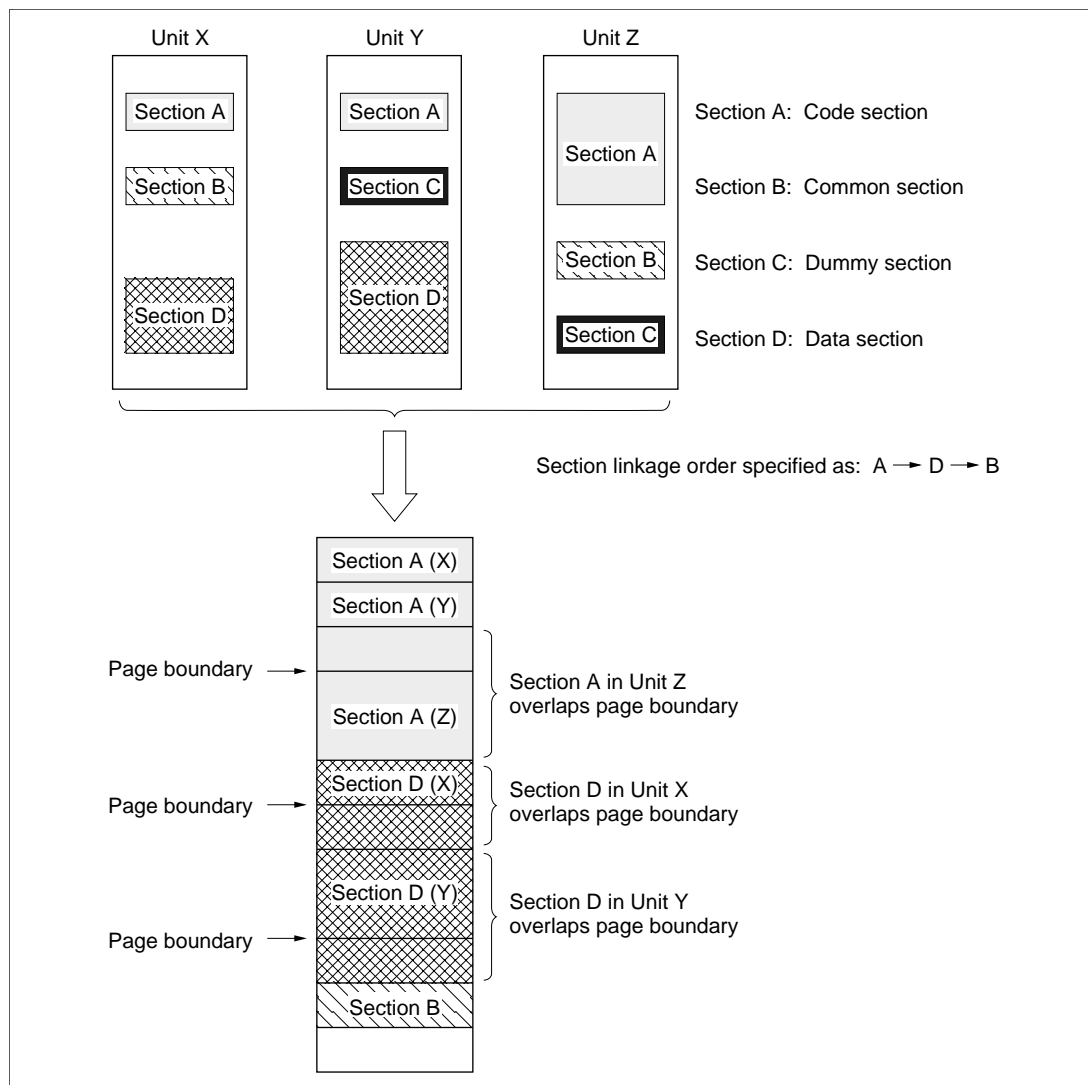 Unit X
Unit Y
Unit Z
Section A
Section A
Section A
Section B
Section C
Section B
Section D
Section D
Section C
Section A: Code section
Section B: Common section
Section C: Dummy section
Section D: Data section
Section linkage order specified as: A → D → B
Section A (X)
Section A (Y)
Page boundary
Section A (Z)
Section A in Unit Z
overlaps page boundary
Section D (X)
Page boundary
Section D in Unit X
overlaps page boundary
Section D (Y)
Section D in Unit Y
overlaps page boundary
Page boundary
Section B